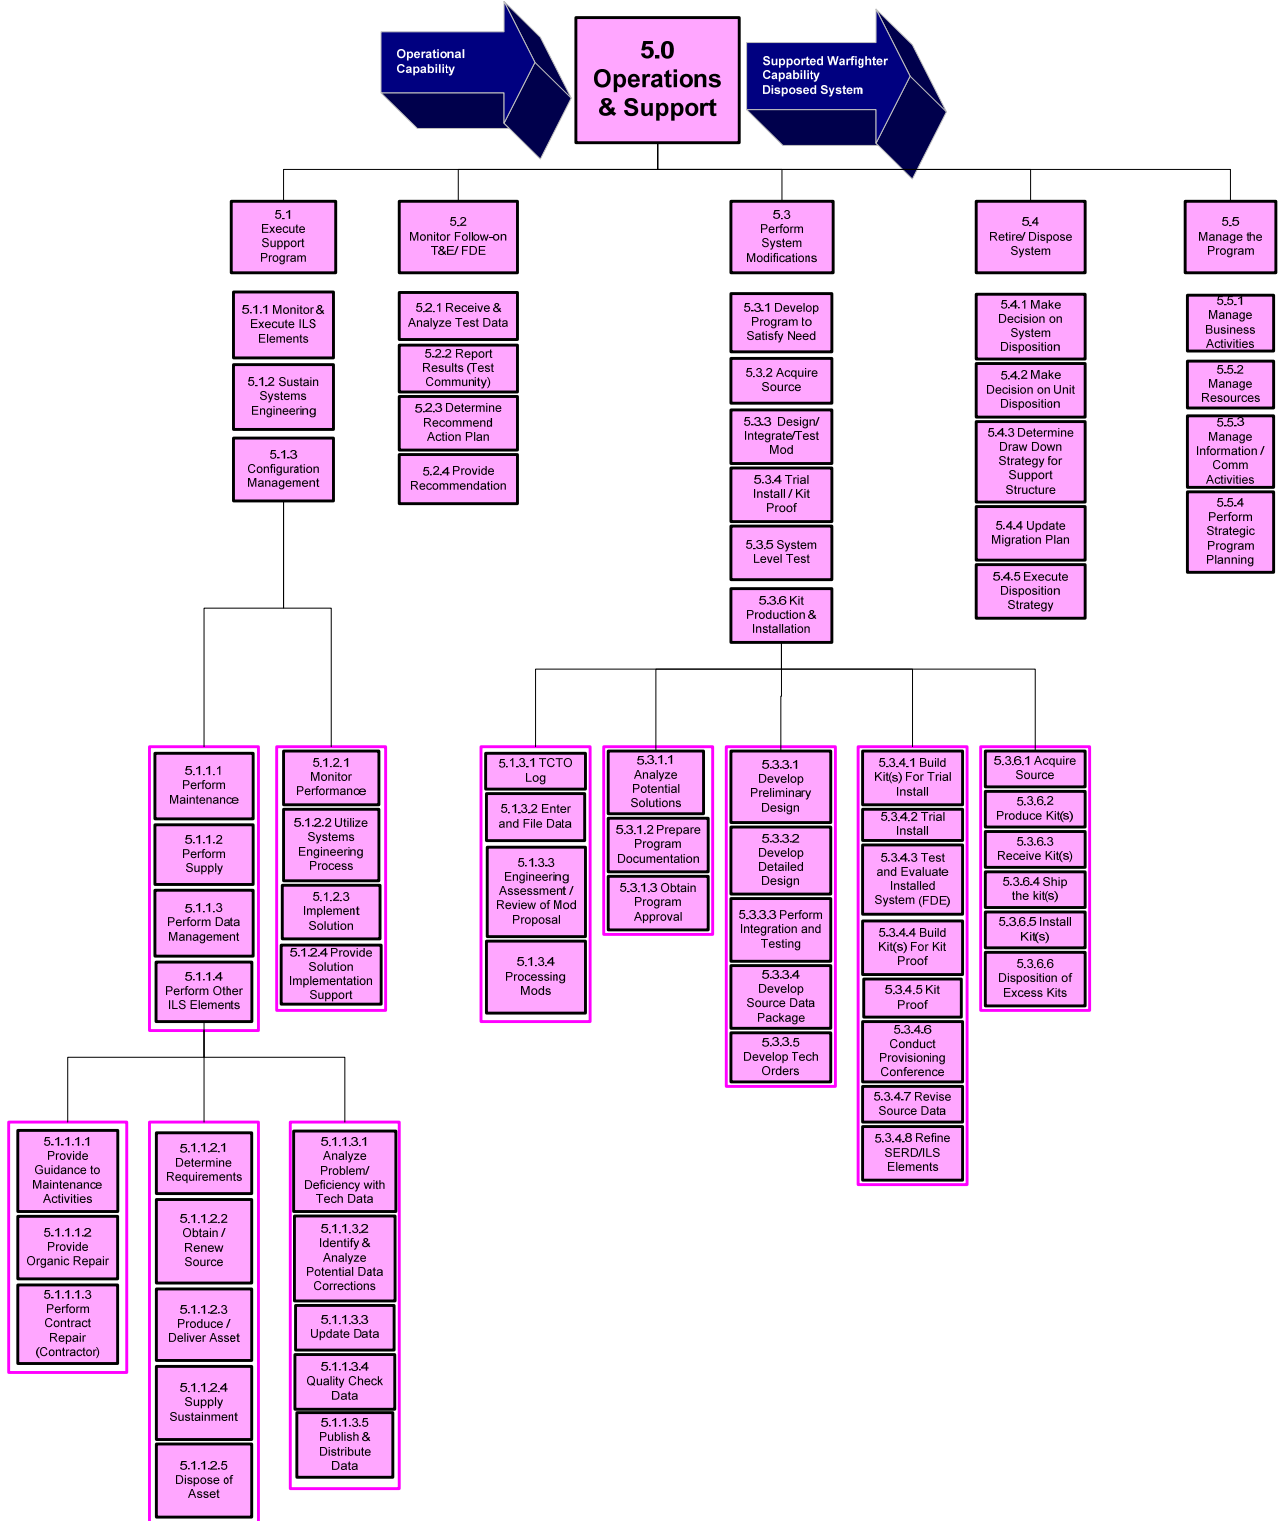 Operational
Capability
5.0
Operations
& Support
Supported Warfighter
Capability
Disposed System
5.1
Execute
Support
Program
5.2
Monitor Follow-on
T&E/ FDE
5.3
Perform
System
Modifications
5.4
Retire/ Dispose
System
5.5
Manage the
Program
5.1.1 Monitor &
Execute ILS
Elements
5.1.2 Sustain
Systems
Engineering
5.1.3
Configuration
Management
5.2.1 Receive &
Analyze Test Data
5.2.2 Report
Results (Test
Community)
5.2.3 Determine
Recommend
Action Plan
5.2.4 Provide
Recommendation
5.3.1 Develop
Program to
Satisfy Need
5.3.2 Acquire
Source
5.3.3 Design/
Integrate/Test
Mod
5.3.4 Trial
Install / Kit
Proof
5.3.5 System
Level Test
5.3.6 Kit
Production &
Installation
5.4.1 Make
Decision on
System
Disposition
5.4.2 Make
Decision on Unit
Disposition
5.4.3 Determine
Draw Down
Strategy for
Support
Structure
5.4.4 Update
Migration Plan
5.4.5 Execute
Disposition
Strategy
5.5.1
Manage
Business
Activities
5.5.2
Manage
Resources
5.5.3
Manage
Information /
Comm
Activities
5.5.4
Perform
Strategic
Program
Planning
5.1.1.1
Perform
Maintenance
5.1.1.2
Perform
Supply
5.1.1.3
Perform Data
Management
5.1.1.4
Perform Other
ILS Elements
5.1.2.1
Monitor
Performance
5.1.2.2 Utilize
Systems
Engineering
Process
5.1.2.3
Implement
Solution
5.1.2.4 Provide
Solution
Implementation
Support
5.1.3.1 TCTO
Log
5.1.3.2 Enter
and File Data
5.1.3.3
Engineering
Assessment /
Review of Mod
Proposal
5.1.3.4
Processing
Mods
5.3.1.1
Analyze
Potential
Solutions
5.3.1.2 Prepare
Program
Documentation
5.3.1.3 Obtain
Program
Approval
5.3.3.1
Develop
Preliminary
Design
5.3.3.2
Develop
Detailed
Design
5.3.3.3 Perform
Integration and
Testing
5.3.3.4
Develop
Source Data
Package
5.3.3.5
Develop Tech
Orders
5.3.4.1 Build
Kit(s) For Trial
Install
5.3.4.2 Trial
Install
5.3.4.3 Test
and Evaluate
Installed
System (FDE)
5.3.4.4 Build
Kit(s) For Kit
Proof
5.3.4.5 Kit
Proof
5.3.4.6
Conduct
Provisioning
Conference
5.3.4.7 Revise
Source Data
5.3.4.8 Refine
SERD/ILS
Elements
5.3.6.1 Acquire
Source
5.3.6.2
Produce Kit(s)
5.3.6.3
Receive Kit(s)
5.3.6.4 Ship
the kit(s)
5.3.6.5 Install
Kit(s)
5.3.6.6
Disposition of
Excess Kits
5.1.1.1.1
Provide
Guidance to
Maintenance
Activities
5.1.1.1.2
Provide
Organic Repair
5.1.1.1.3
Perform
Contract
Repair
(Contractor)
5.1.1.2.1
Determine
Requirements
5.1.1.2.2
Obtain /
Renew
Source
5.1.1.2.3
Produce /
Deliver Asset
5.1.1.2.4
Supply
Sustainment
5.1.1.2.5
Dispose of
Asset
5.1.1.3.1
Analyze
Problem/
Deficiency with
Tech Data
5.1.1.3.2
Identify &
Analyze
Potential Data
Corrections
5.1.1.3.3
Update Data
5.1.1.3.4
Quality Check
Data
5.1.1.3.5
Publish &
Distribute
Data